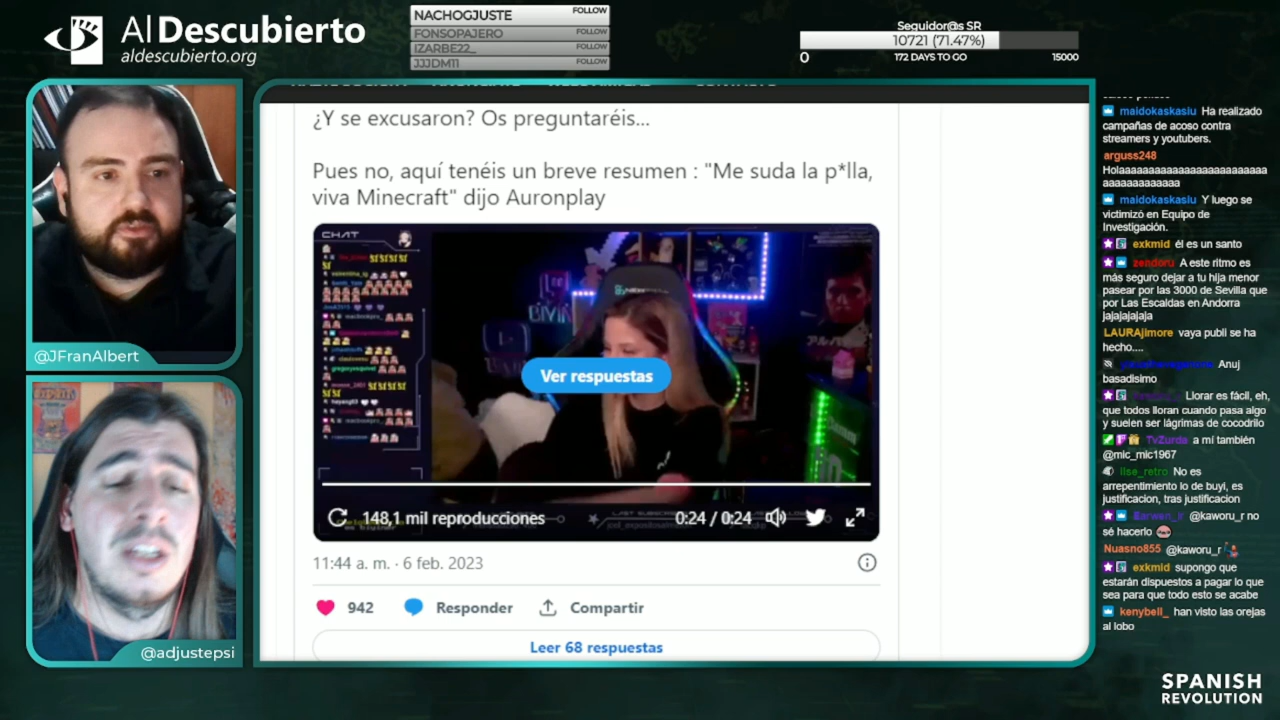 Al Descubierto
aldescubierto.org
NACHOGJUSTE FOLLOW
FONSOPAJERO FOLLOW
IZARBE22_ FOLLOW
JJJDM11 FOLLOW
Seguidor@s SR
10721 (71.47%)
0 172 DAYS TO GO 15000
@JFranAlbert
@adjustepsi
¿Y se excusaron? Os preguntaréis...
Pues no, aquí tenéis un breve resumen : "Me suda la p*lla,
viva Minecraft" dijo Auronplay
CHAT
Ver respuestas
148,1 mil reproducciones
0:24 / 0:24
11:44 a. m. · 6 feb. 2023
942 Responder Compartir
Leer 68 respuestas
maidokaskasiu Ha realizado
campañas de acoso contra
streamers y youtubers.
arguss248
Holaaaaaaaaaaaaaaaaaaaaaaaaa
aaaaaaaaaaaaa
maidokaskasiu Y luego se
victimizó en Equipo de
Investigación.
exkmid él es un santo
zendoru A este ritmo es
más seguro dejar a tu hija menor
pasear por las 3000 de Sevilla que
por Las Escaldas en Andorra
jajajajaja
LAURAjimore vaya publi se ha
hecho....
Anuj
basadisimo
Llorar es fácil, eh,
que todos lloran cuando pasa algo
y suelen ser lágrimas de cocodrilo
TvZurda a mí también
@mic_mic1967
ilse_retro No es
arrepentimiento lo de buyi, es
justificacion, tras justificacion
Earwen_ir @kaworu_r no
sé hacerlo
Nuasno855 @kaworu_r
exkmid supongo que
estarán dispuestos a pagar lo que
sea para que todo esto se acabe
kenybell_ han visto las orejas
al lobo
SPANISH
REVOLUTION